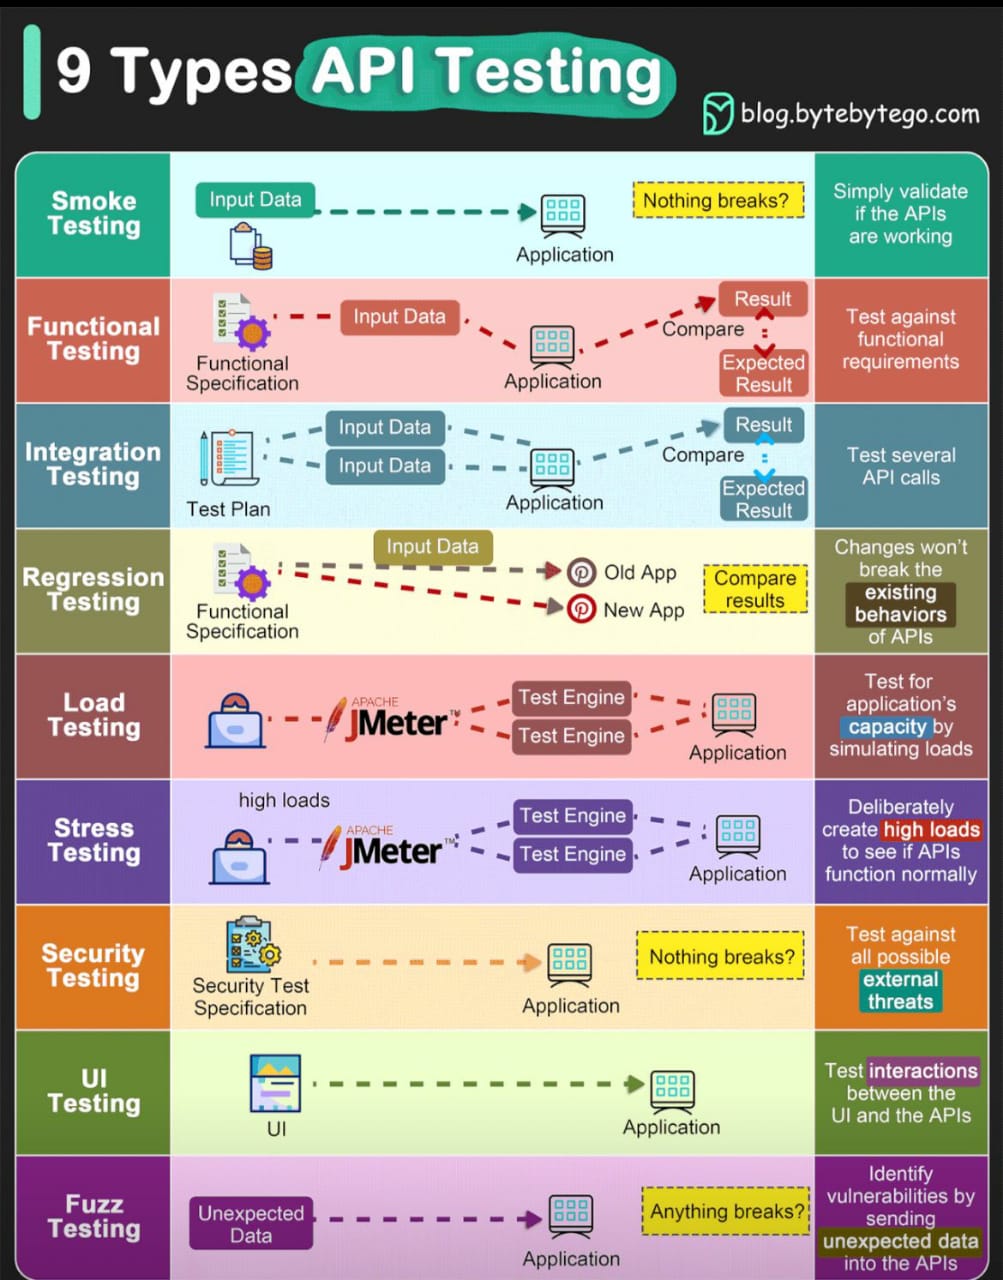 9 Types API Testing
blog.bytebytego.com
Smoke
Testing
Input Data
Application
Nothing breaks?
Simply validate
if the APIs
are working
Functional
Testing
Functional
Specification
Input Data
Application
Compare
Result
Expected
Result
Test against
functional
requirements
Integration
Testing
Test Plan
Input Data
Input Data
Application
Compare
Result
Expected
Result
Test several
API calls
Regression
Testing
Functional
Specification
Input Data
Old App
New App
Compare
results
Changes won't
break the
existing
behaviors
of APIs
Load
Testing
APACHE
JMeter™
Test Engine
Test Engine
Application
Test for
application's
capacity by
simulating loads
Stress
Testing
high loads
APACHE
JMeter™
Test Engine
Test Engine
Application
Deliberately
create high loads
to see if APIs
function normally
Security
Testing
Security Test
Specification
Application
Nothing breaks?
Test against
all possible
external
threats
UI
Testing
UI
Application
Test interactions
between the
UI and the APIs
Fuzz
Testing
Unexpected
Data
Application
Anything breaks?
Identify
vulnerabilities by
sending
unexpected data
into the APIs